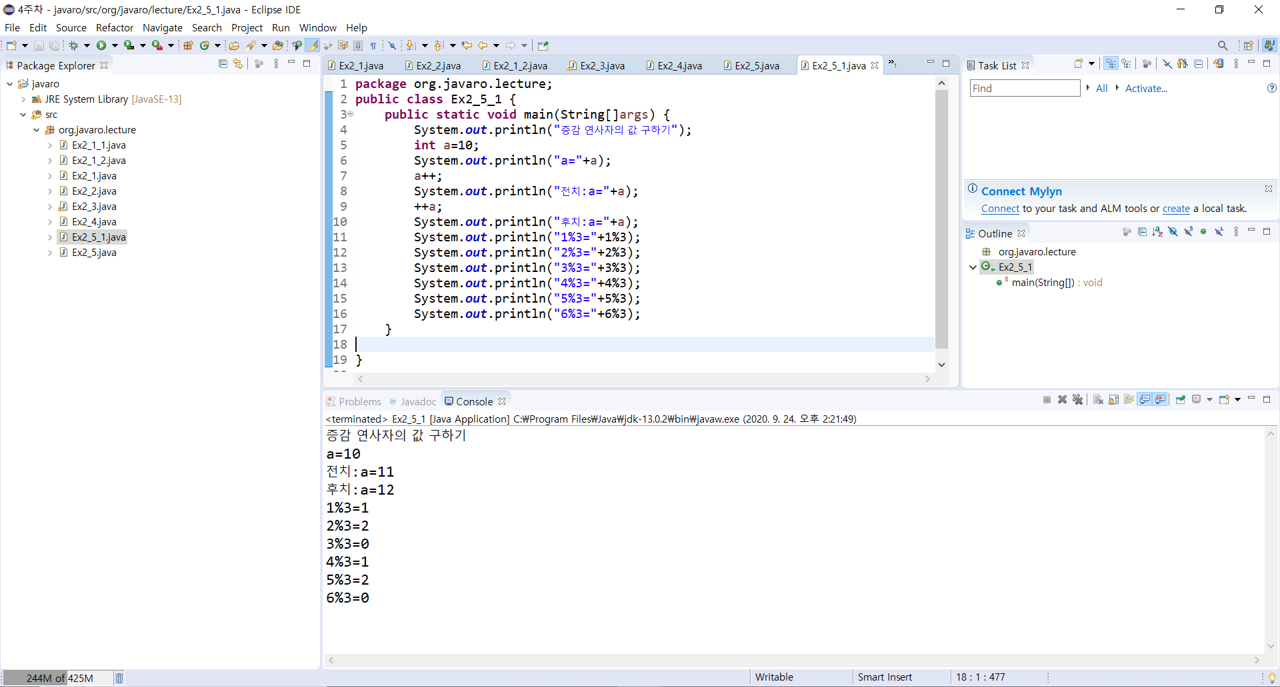 4주차 - javaro/src/org/javaro/lecture/Ex2_5_1.java - Eclipse IDE
File Edit Source Refactor Navigate Search Project Run Window Help
Package Explorer
javaro
JRE System Library [JavaSE-13]
src
org.javaro.lecture
Ex2_1_1.java
Ex2_1_2.java
Ex2_1.java
Ex2_2.java
Ex2_3.java
Ex2_4.java
Ex2_5_1.java
Ex2_5.java
Ex2_1.java Ex2_2.java Ex2_1_2.java Ex2_3.java Ex2_4.java Ex2_5.java Ex2_5_1.java »1
1 package org.javaro.lecture;
2 public class Ex2_5_1 {
3 public static void main(String[]args) {
4 System.out.println("증감 연사자의 값 구하기");
5 int a=10;
6 System.out.println("a="+a);
7 a++;
8 System.out.println("전치:a="+a);
9 ++a;
10 System.out.println("후치:a="+a);
11 System.out.println("1%3="+1%3);
12 System.out.println("2%3="+2%3);
13 System.out.println("3%3="+3%3);
14 System.out.println("4%3="+4%3);
15 System.out.println("5%3="+5%3);
16 System.out.println("6%3="+6%3);
17 }
18
19 }
Task List
Find All Activate...
Connect Mylyn
Connect to your task and ALM tools or create a local task.
Outline
org.javaro.lecture
Ex2_5_1
main(String[]) : void
Problems @ Javadoc Console
<terminated> Ex2_5_1 [Java Application] C:₩Program Files₩Java₩jdk-13.0.2₩bin₩javaw.exe (2020. 9. 24. 오후 2:21:49)
증감 연사자의 값 구하기
a=10
전치:a=11
후치:a=12
1%3=1
2%3=2
3%3=0
4%3=1
5%3=2
6%3=0
244M of 425M Writable Smart Insert 18 : 1 : 477